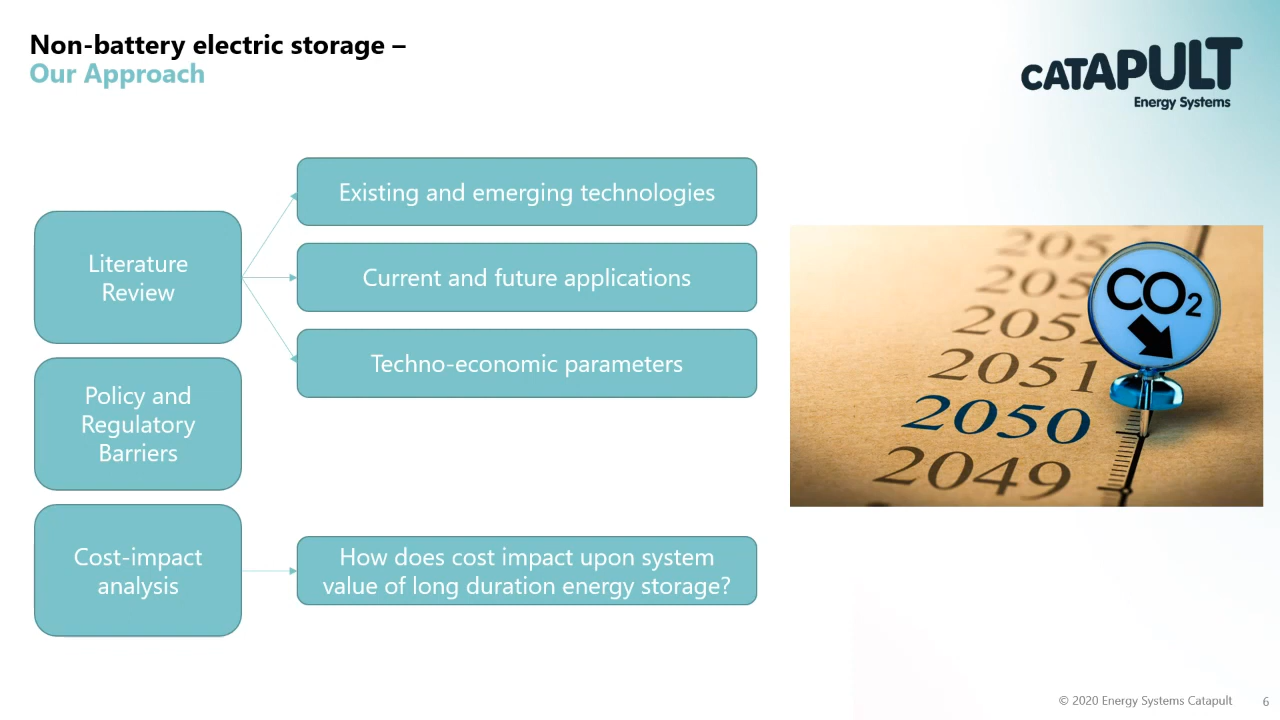 Non-battery electric storage –
Our Approach
CATAPULT
Energy Systems
Literature
Review
Existing and emerging technologies
Current and future applications
Techno-economic parameters
Policy and
Regulatory
Barriers
Cost-impact
analysis
How does cost impact upon system
value of long duration energy storage?
CO2
205
2052
2051
2050
2049
© 2020 Energy Systems Catapult
6